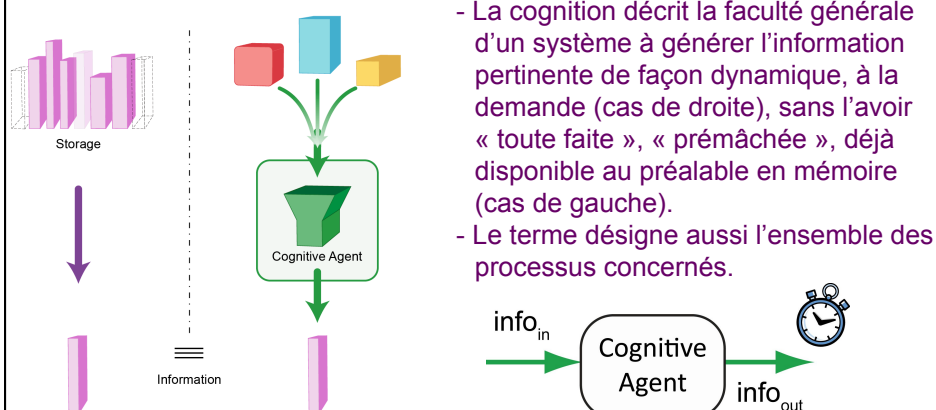 Storage
Cognitive Agent
Information
- La cognition décrit la faculté générale
d’un système à générer l’information
pertinente de façon dynamique, à la
demande (cas de droite), sans l’avoir
« toute faite », « prémâchée », déjà
disponible au préalable en mémoire
(cas de gauche).
- Le terme désigne aussi l’ensemble des
processus concernés.
info_in
Cognitive
Agent
info_out